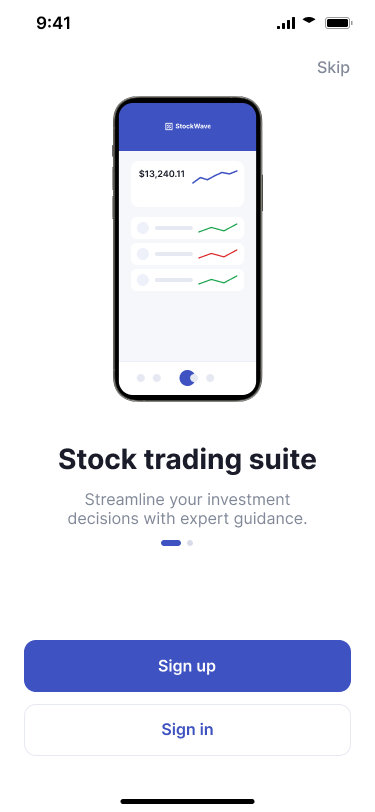 9:41
Skip
StockWave
$13,240.11
Stock trading suite
Streamline your investment
decisions with expert guidance.
Sign up
Sign in